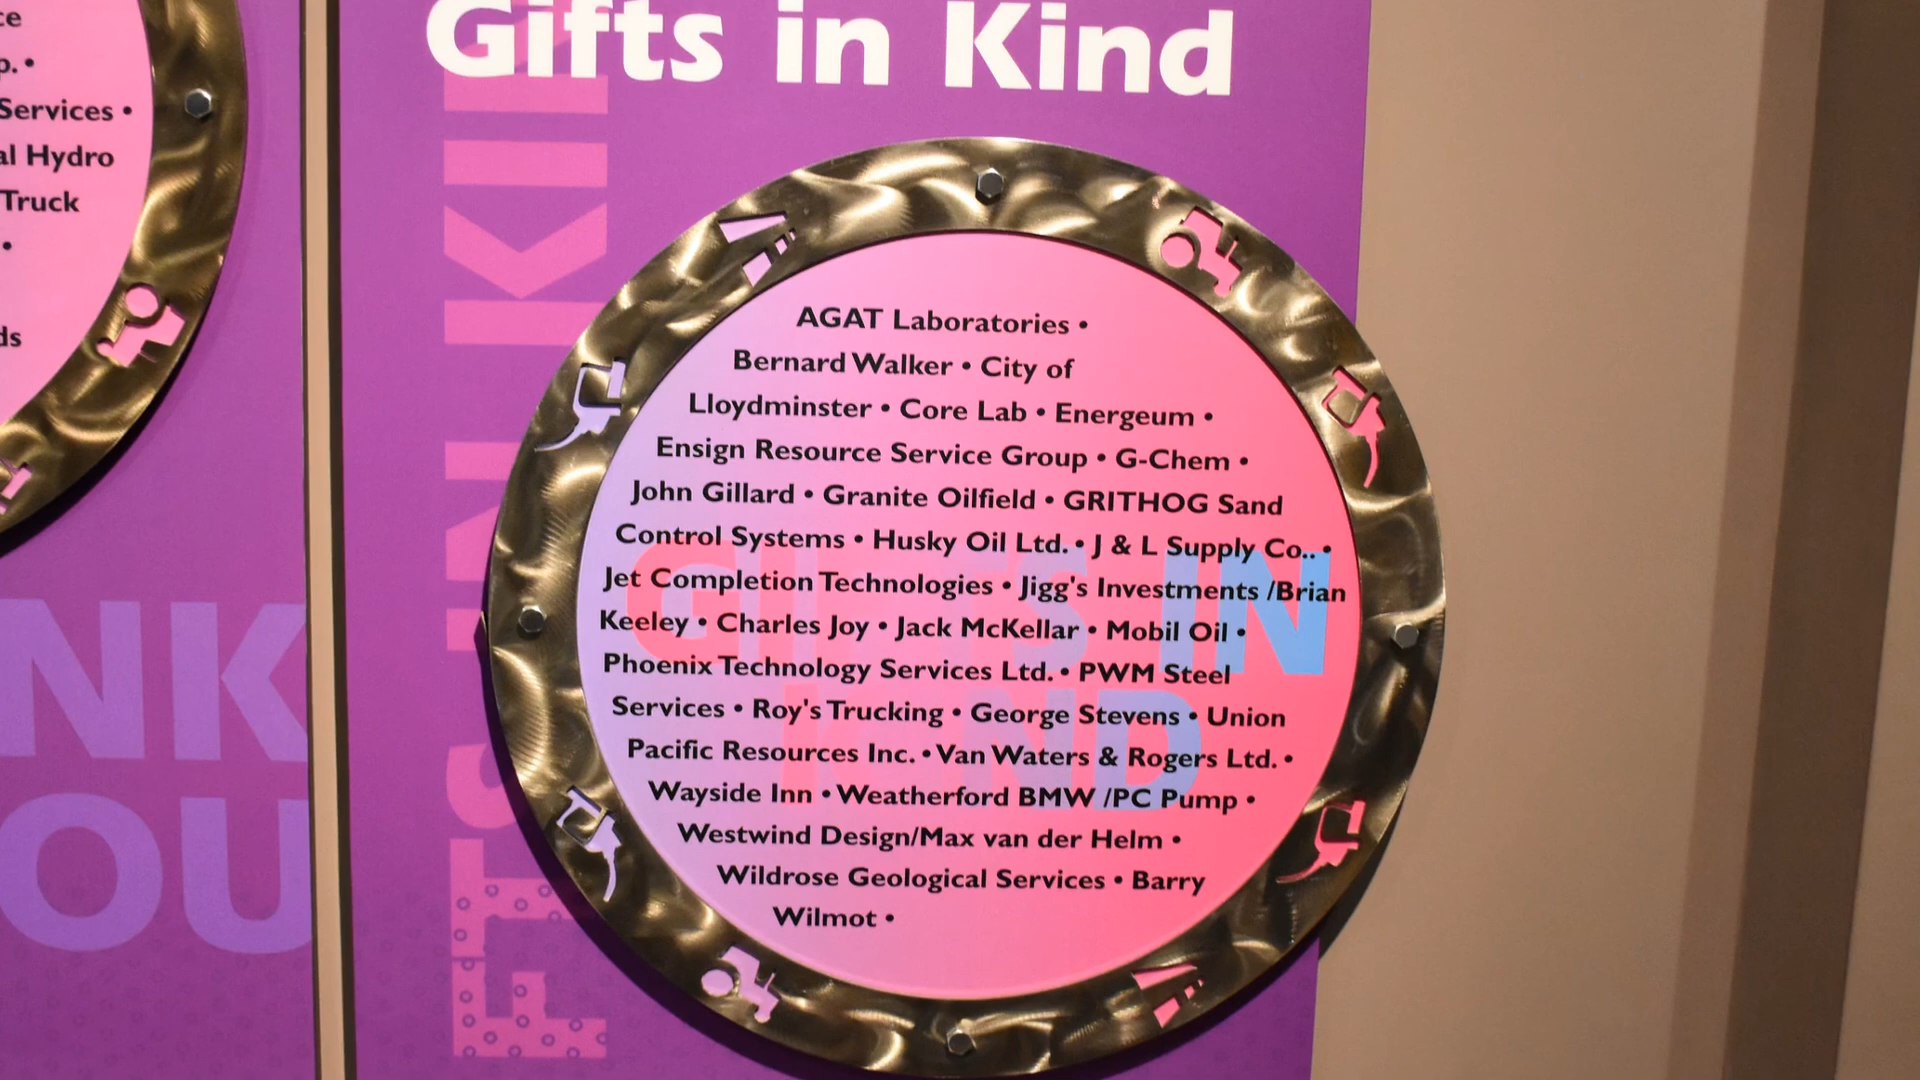 Gifts in Kind
AGAT Laboratories •
Bernard Walker • City of
Lloydminster • Core Lab • Energeum •
Ensign Resource Service Group • G-Chem •
John Gillard • Granite Oilfield • GRITHOG Sand
Control Systems • Husky Oil Ltd. • J & L Supply Co.. •
Jet Completion Technologies • Jigg's Investments /Brian
Keeley • Charles Joy • Jack McKellar • Mobil Oil •
Phoenix Technology Services Ltd. • PWM Steel
Services • Roy's Trucking • George Stevens • Union
Pacific Resources Inc. • Van Waters & Rogers Ltd. •
Wayside Inn • Weatherford BMW /PC Pump •
Westwind Design/Max van der Helm •
Wildrose Geological Services • Barry
Wilmot •
GIFTS IN
KIND
Services •
Hydro
Truck
•